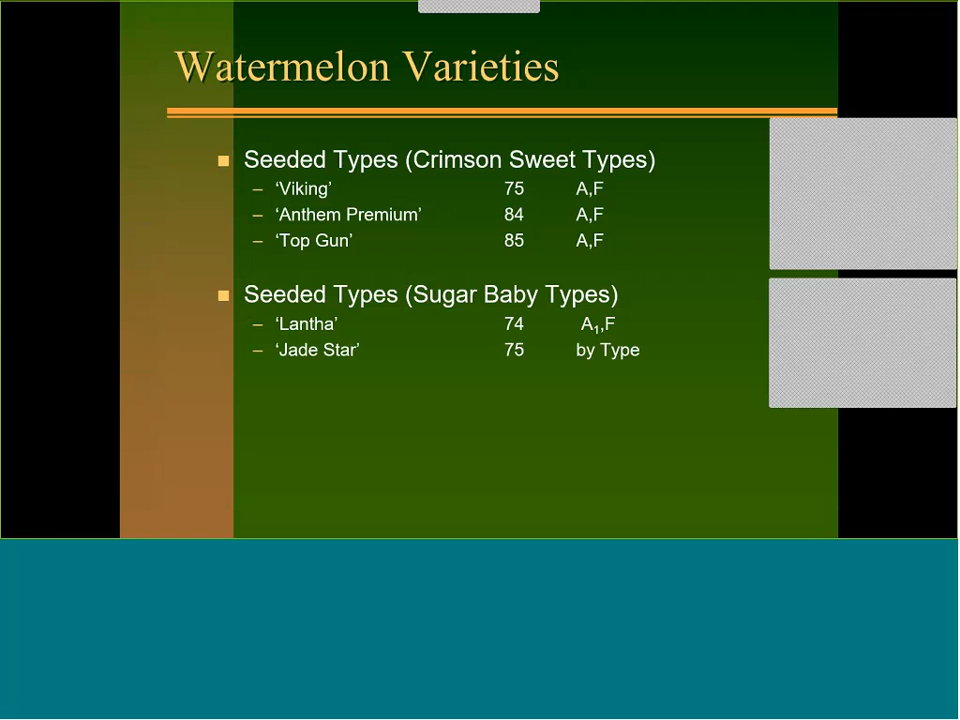 Watermelon Varieties
■ Seeded Types (Crimson Sweet Types)
– ‘Viking’ 75 A,F
– ‘Anthem Premium’ 84 A,F
– ‘Top Gun’ 85 A,F
■ Seeded Types (Sugar Baby Types)
– ‘Lantha’ 74 A₁,F
– ‘Jade Star’ 75 by Type